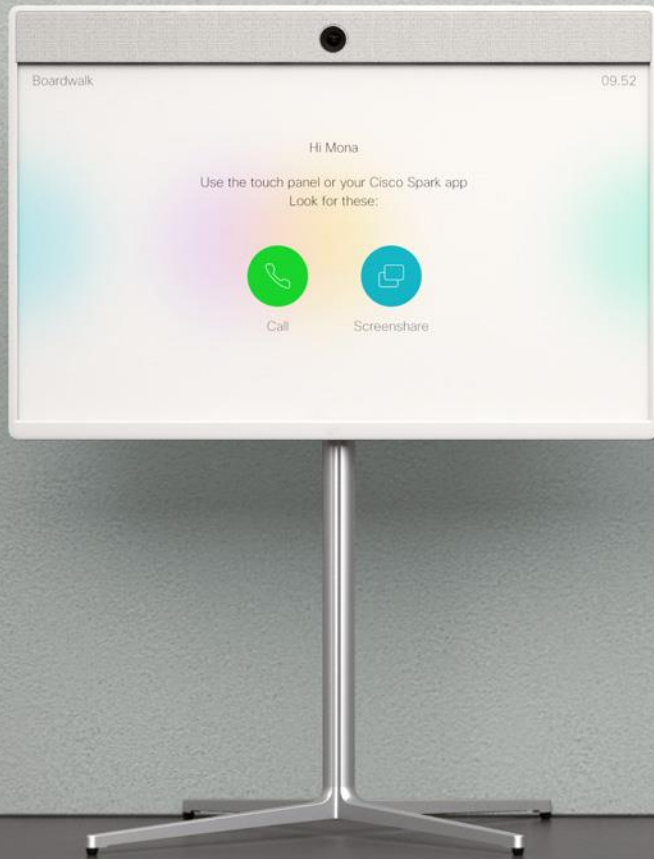 Boardwalk
09.52
Hi Mona
Use the touch panel or your Cisco Spark app
Look for these:
Call
Screenshare